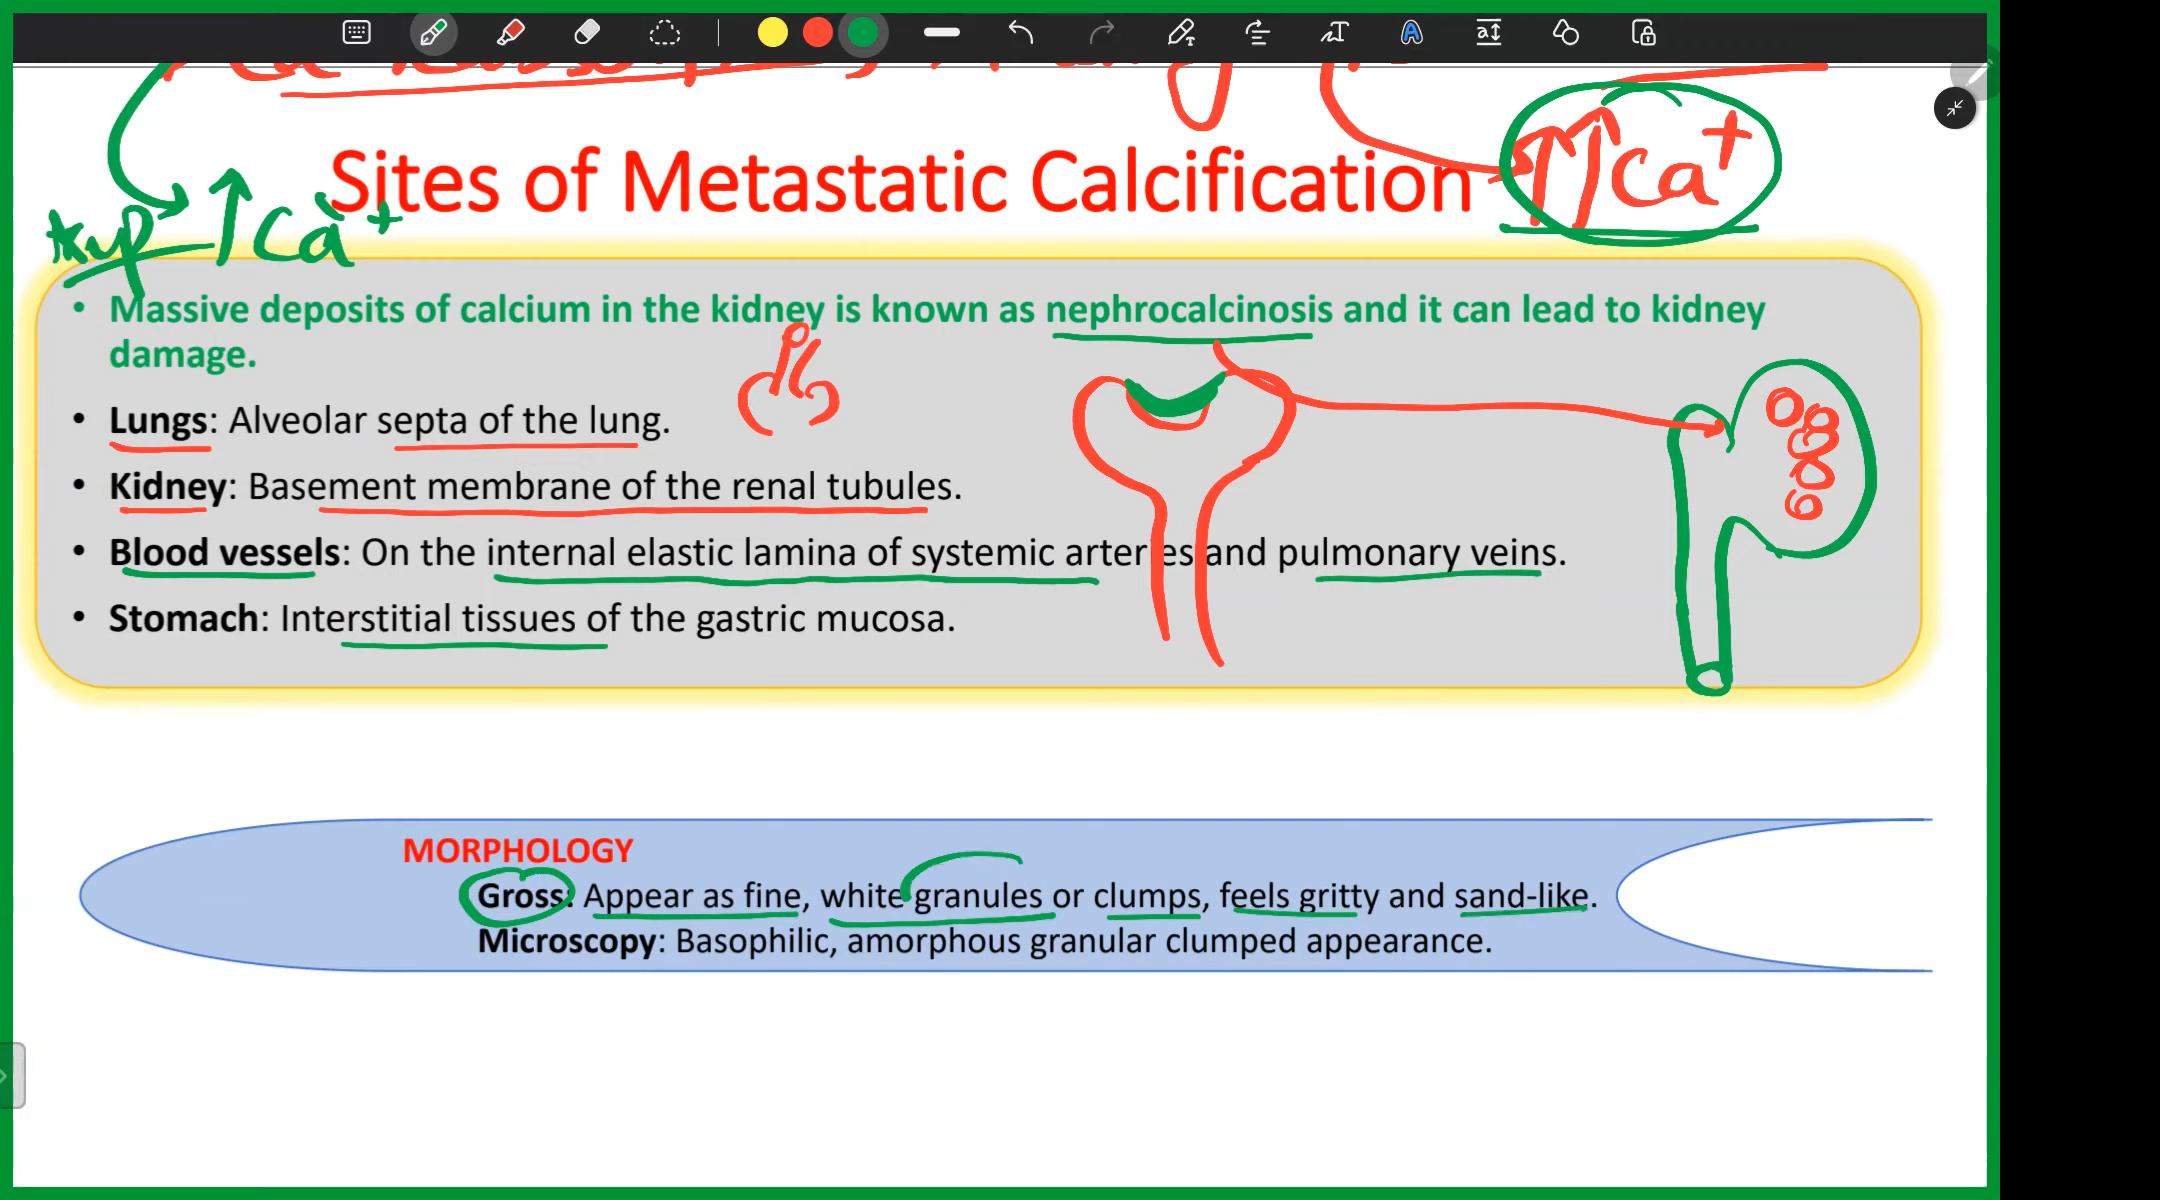 Sites of Metastatic Calcification
Ca+
Ca+
• Massive deposits of calcium in the kidney is known as nephrocalcinosis and it can lead to kidney
damage.
• Lungs: Alveolar septa of the lung.
• Kidney: Basement membrane of the renal tubules.
• Blood vessels: On the internal elastic lamina of systemic arteries and pulmonary veins.
• Stomach: Interstitial tissues of the gastric mucosa.
MORPHOLOGY
Gross: Appear as fine, white granules or clumps, feels gritty and sand-like.
Microscopy: Basophilic, amorphous granular clumped appearance.